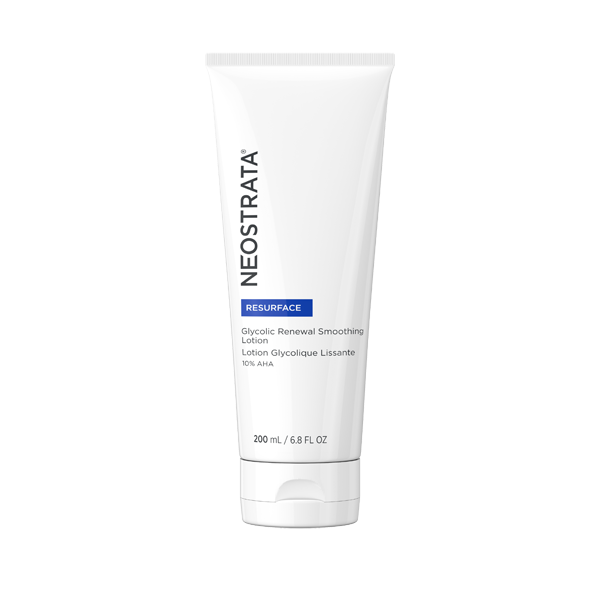 NEOSTRATA®
RESURFACE
Glycolic Renewal Smoothing
Lotion
Lotion Glycolique Lissante
10% AHA
200 mL / 6.8 FL OZ